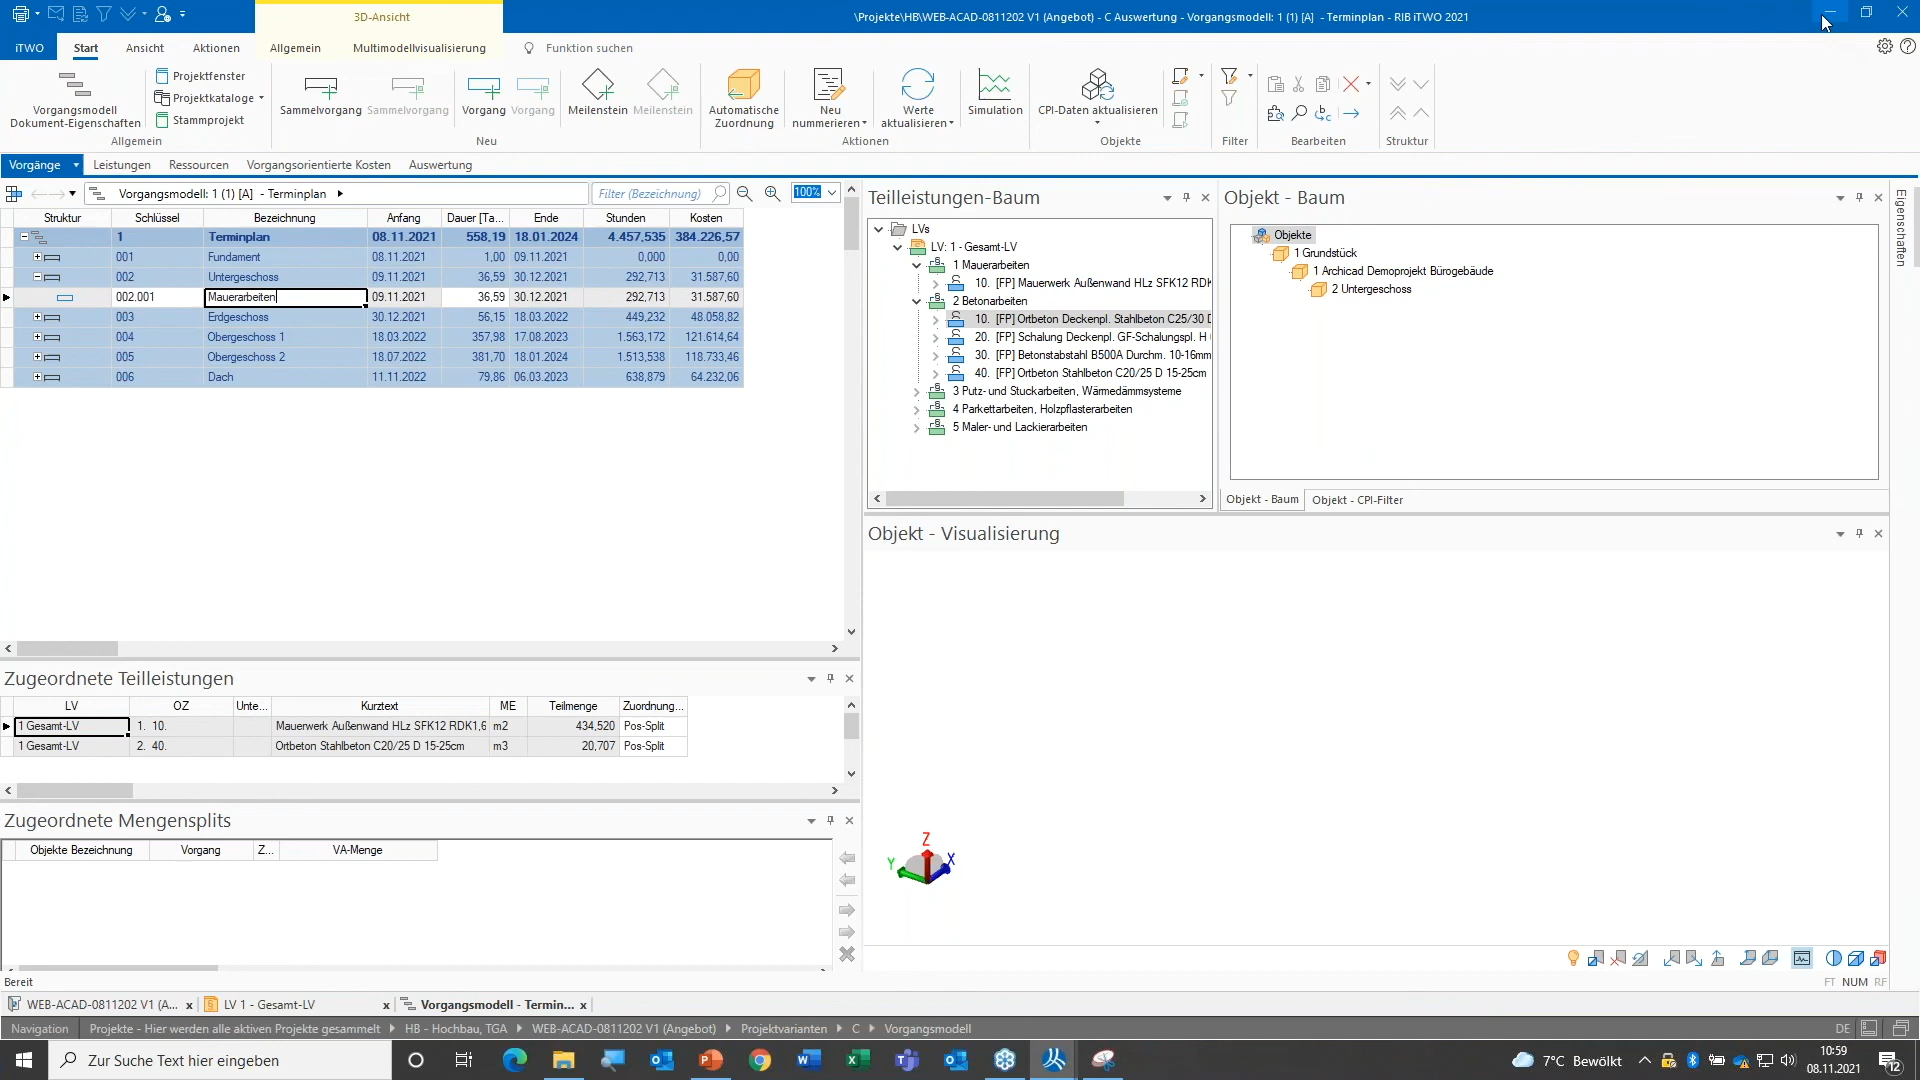 3D-Ansicht
\Projekte\HB\WEB-ACAD-0811202 V1 (Angebot) - C Auswertung - Vorgangsmodell: 1 (1) [A] - Terminplan - RIB iTWO 2021
iTWO Start Ansicht Aktionen Allgemein Multimodellvisualisierung Funktion suchen
Vorgangsmodell Dokument-Eigenschaften
Projektfenster
Projektkataloge
Stammprojekt
Sammelvorgang Sammelvorgang Vorgang Vorgang Meilenstein Meilenstein
Automatische Zuordnung
Neu nummerieren
Werte aktualisieren
Simulation
CPI-Daten aktualisieren
Allgemein Neu Aktionen Objekte Filter Bearbeiten Struktur
Vorgänge Leistungen Ressourcen Vorgangsorientierte Kosten Auswertung
Vorgangsmodell: 1 (1) [A] - Terminplan Filter (Bezeichnung) 100%
Struktur Schlüssel Bezeichnung Anfang Dauer [Ta... Ende Stunden Kosten
1 Terminplan 08.11.2021 558,19 18.01.2024 4.457,535 384.226,57
001 Fundament 08.11.2021 1,00 09.11.2021 0,000 0,00
002 Untergeschoss 09.11.2021 36,59 30.12.2021 292,713 31.587,60
002.001 Mauerarbeiten 09.11.2021 36,59 30.12.2021 292,713 31.587,60
003 Erdgeschoss 30.12.2021 56,15 18.03.2022 449,232 48.058,82
004 Obergeschoss 1 18.03.2022 357,98 17.08.2023 1.563,172 121.614,64
005 Obergeschoss 2 18.07.2022 381,70 18.01.2024 1.513,538 118.733,46
006 Dach 11.11.2022 79,86 06.03.2023 638,879 64.232,06
Teilleistungen-Baum
LVs
LV: 1 - Gesamt-LV
1 Mauerarbeiten
10. [FP] Mauerwerk Außenwand HLz SFK12 RDK
2 Betonarbeiten
10. [FP] Ortbeton Deckenpl. Stahlbeton C25/30 D
20. [FP] Schalung Deckenpl. GF-Schalungspl. H
30. [FP] Betonstabstahl B500A Durchm. 10-16mm
40. [FP] Ortbeton Stahlbeton C20/25 D 15-25cm
3 Putz- und Stuckarbeiten, Wärmedämmsysteme
4 Parkettarbeiten, Holzpflasterarbeiten
5 Maler- und Lackierarbeiten
Objekt - Baum
Objekte
1 Grundstück
1 Archicad Demoprojekt Bürogebäude
2 Untergeschoss
Objekt - Baum Objekt - CPI-Filter
Eigenschaften
Objekt - Visualisierung
Z
Y X
Zugeordnete Teilleistungen
LV OZ Unte... Kurztext ME Teilmenge Zuordnung...
1 Gesamt-LV 1. 10. Mauerwerk Außenwand HLz SFK12 RDK1,6 m2 434,520 Pos-Split
1 Gesamt-LV 2. 40. Ortbeton Stahlbeton C20/25 D 15-25cm m3 20,707 Pos-Split
Zugeordnete Mengensplits
Objekte Bezeichnung Vorgang Z... VA-Menge
Bereit
FT NUM RF
WEB-ACAD-0811202 V1 (A... x LV 1 - Gesamt-LV x Vorgangsmodell - Termin... x
Navigation Projekte - Hier werden alle aktiven Projekte gesammelt HB - Hochbau, TGA WEB-ACAD-0811202 V1 (Angebot) Projektvarianten C Vorgangsmodell DE
Zur Suche Text hier eingeben
7°C Bewölkt
10:59
08.11.2021
12